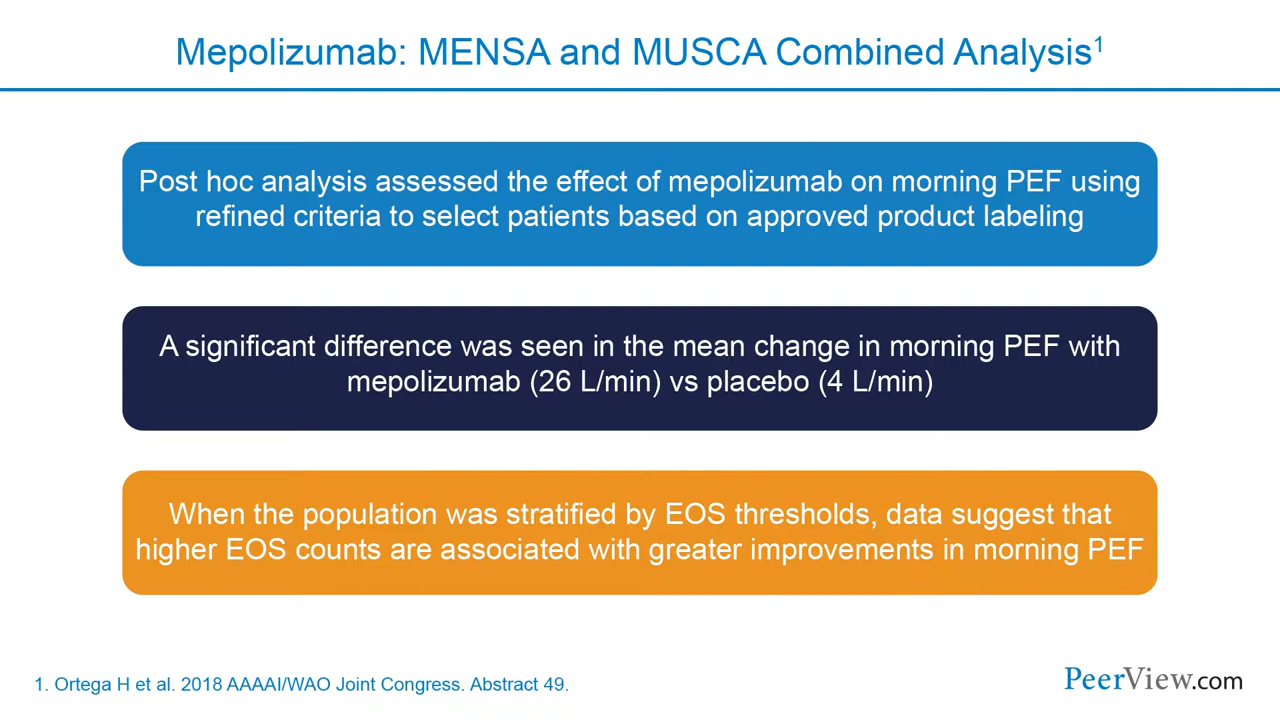 Mepolizumab: MENSA and MUSCA Combined Analysis¹
Post hoc analysis assessed the effect of mepolizumab on morning PEF using
refined criteria to select patients based on approved product labeling
A significant difference was seen in the mean change in morning PEF with
mepolizumab (26 L/min) vs placebo (4 L/min)
When the population was stratified by EOS thresholds, data suggest that
higher EOS counts are associated with greater improvements in morning PEF
1. Ortega H et al. 2018 AAAAI/WAO Joint Congress. Abstract 49.
PeerView.com